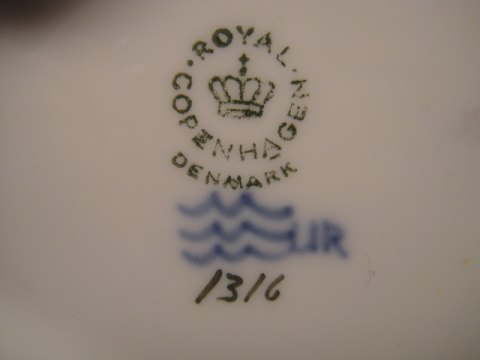 ROYAL
COPENHAGEN
DENMARK
1316